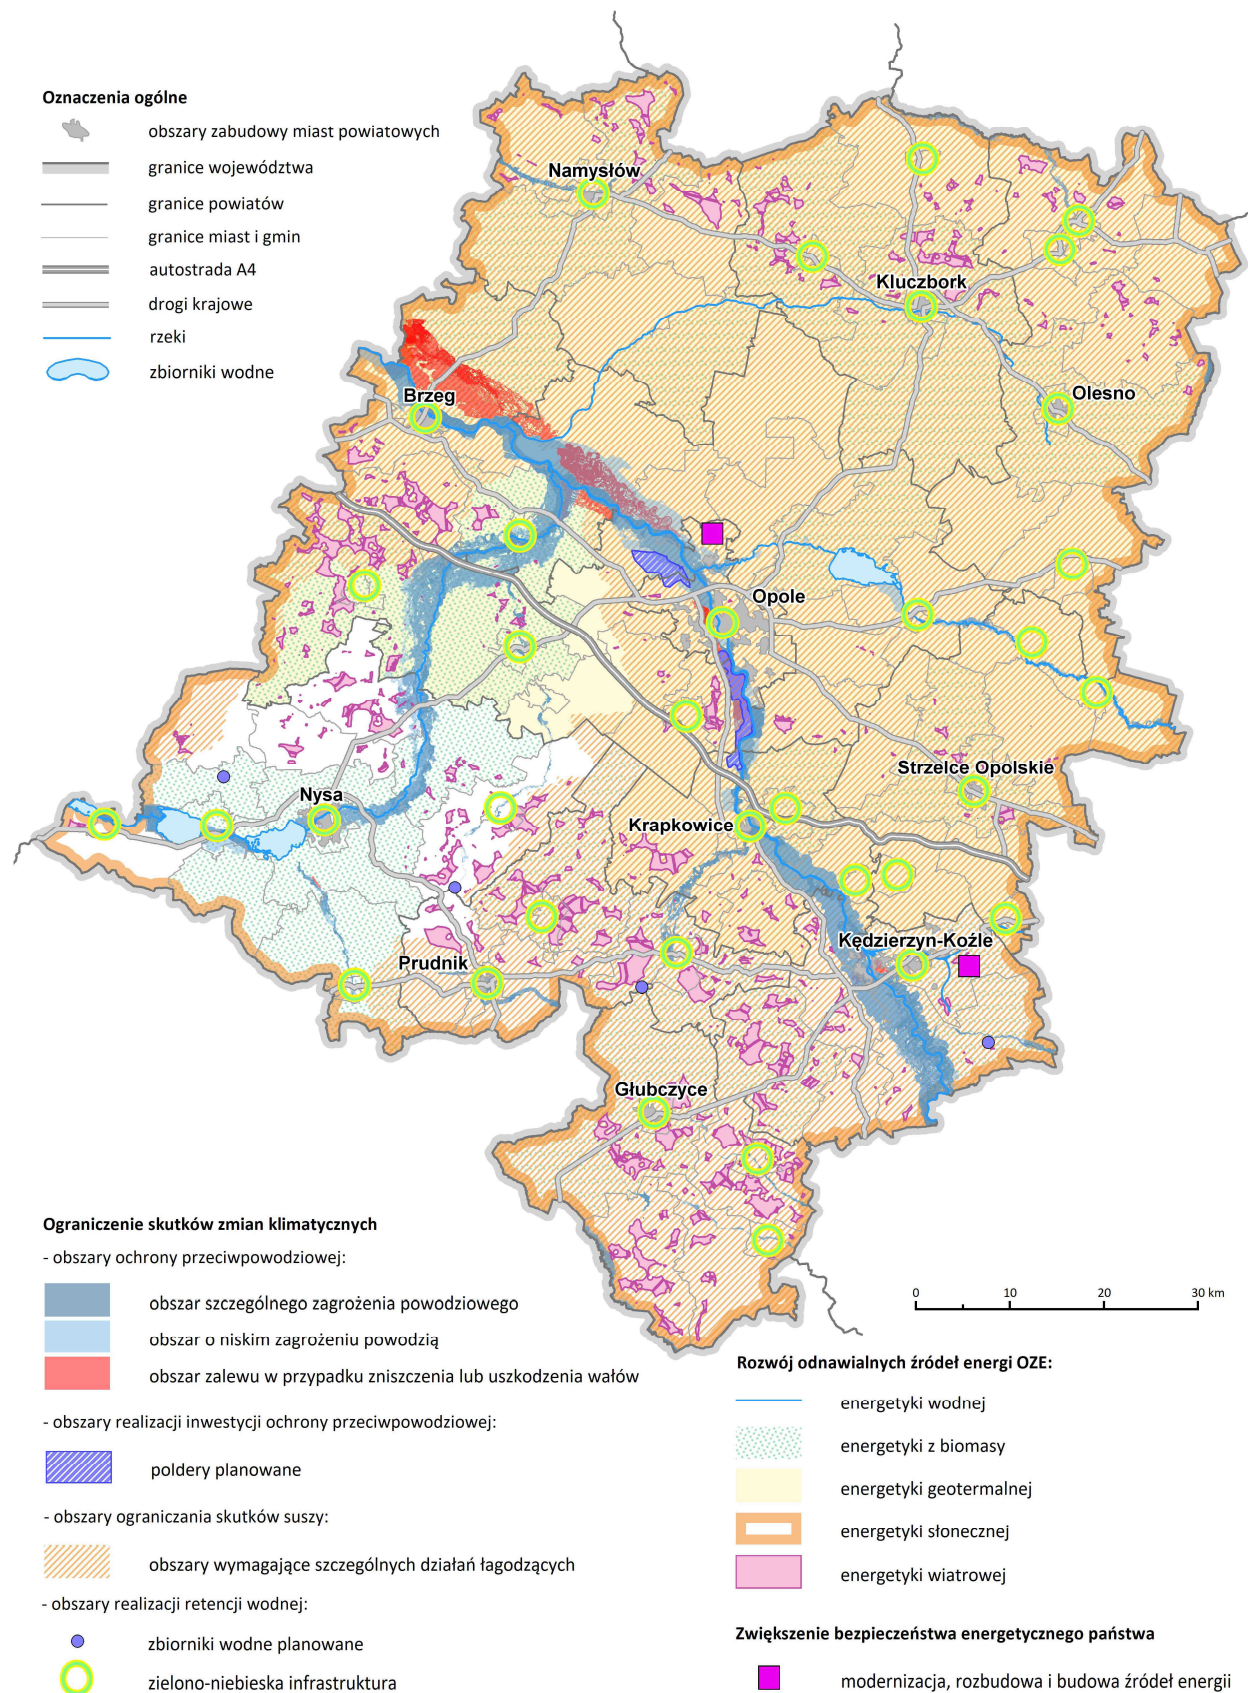 Oznaczenia ogólne
obszary zabudowy miast powiatowych
granice województwa
granice powiatów
granice miast i gmin
autostrada A4
drogi krajowe
rzeki
zbiorniki wodne
Namysłów
Kluczbork
Olesno
Brzeg
Opole
Strzelce Opolskie
Nysa
Krapkowice
Kędzierzyn-Koźle
Prudnik
Głubczyce
Ograniczenie skutków zmian klimatycznych
- obszary ochrony przeciwpowodziowej:
obszar szczególnego zagrożenia powodziowego
obszar o niskim zagrożeniu powodzią
obszar zalewu w przypadku zniszczenia lub uszkodzenia wałów
- obszary realizacji inwestycji ochrony przeciwpowodziowej:
poldery planowane
- obszary ograniczania skutków suszy:
obszary wymagające szczególnych działań łagodzących
- obszary realizacji retencji wodnej:
zbiorniki wodne planowane
zielono-niebieska infrastruktura
0 10 20 30 km
Rozwój odnawialnych źródeł energi OZE:
energetyki wodnej
energetyki z biomasy
energetyki geotermalnej
energetyki słonecznej
energetyki wiatrowej
Zwiększenie bezpieczeństwa energetycznego państwa
modernizacja, rozbudowa i budowa źródeł energii